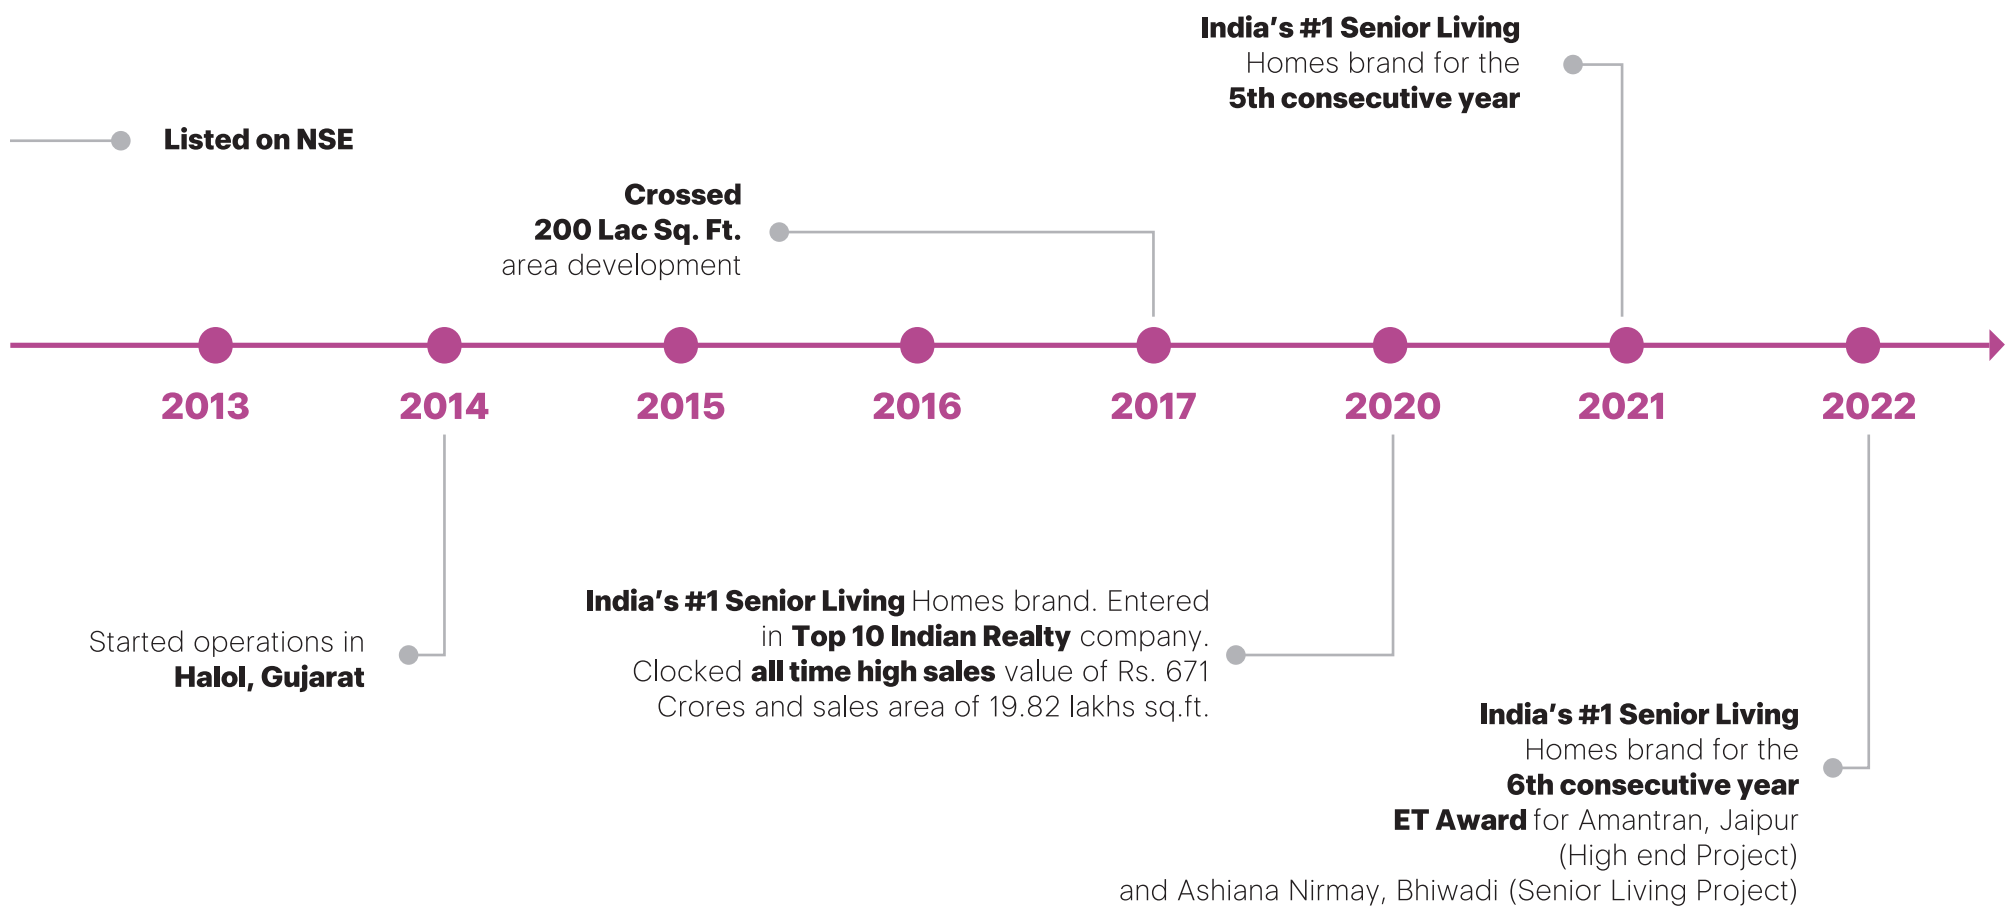 India's #1 Senior Living
Homes brand for the
5th consecutive year
Listed on NSE
Crossed
200 Lac Sq. Ft.
area development
2013
2014
2015
2016
2017
2020
2021
2022
Started operations in
Halol, Gujarat
India's #1 Senior Living Homes brand. Entered
in Top 10 Indian Realty company.
Clocked all time high sales value of Rs. 671
Crores and sales area of 19.82 lakhs sq.ft.
India's #1 Senior Living
Homes brand for the
6th consecutive year
ET Award for Amantran, Jaipur
(High end Project)
and Ashiana Nirmay, Bhiwadi (Senior Living Project)